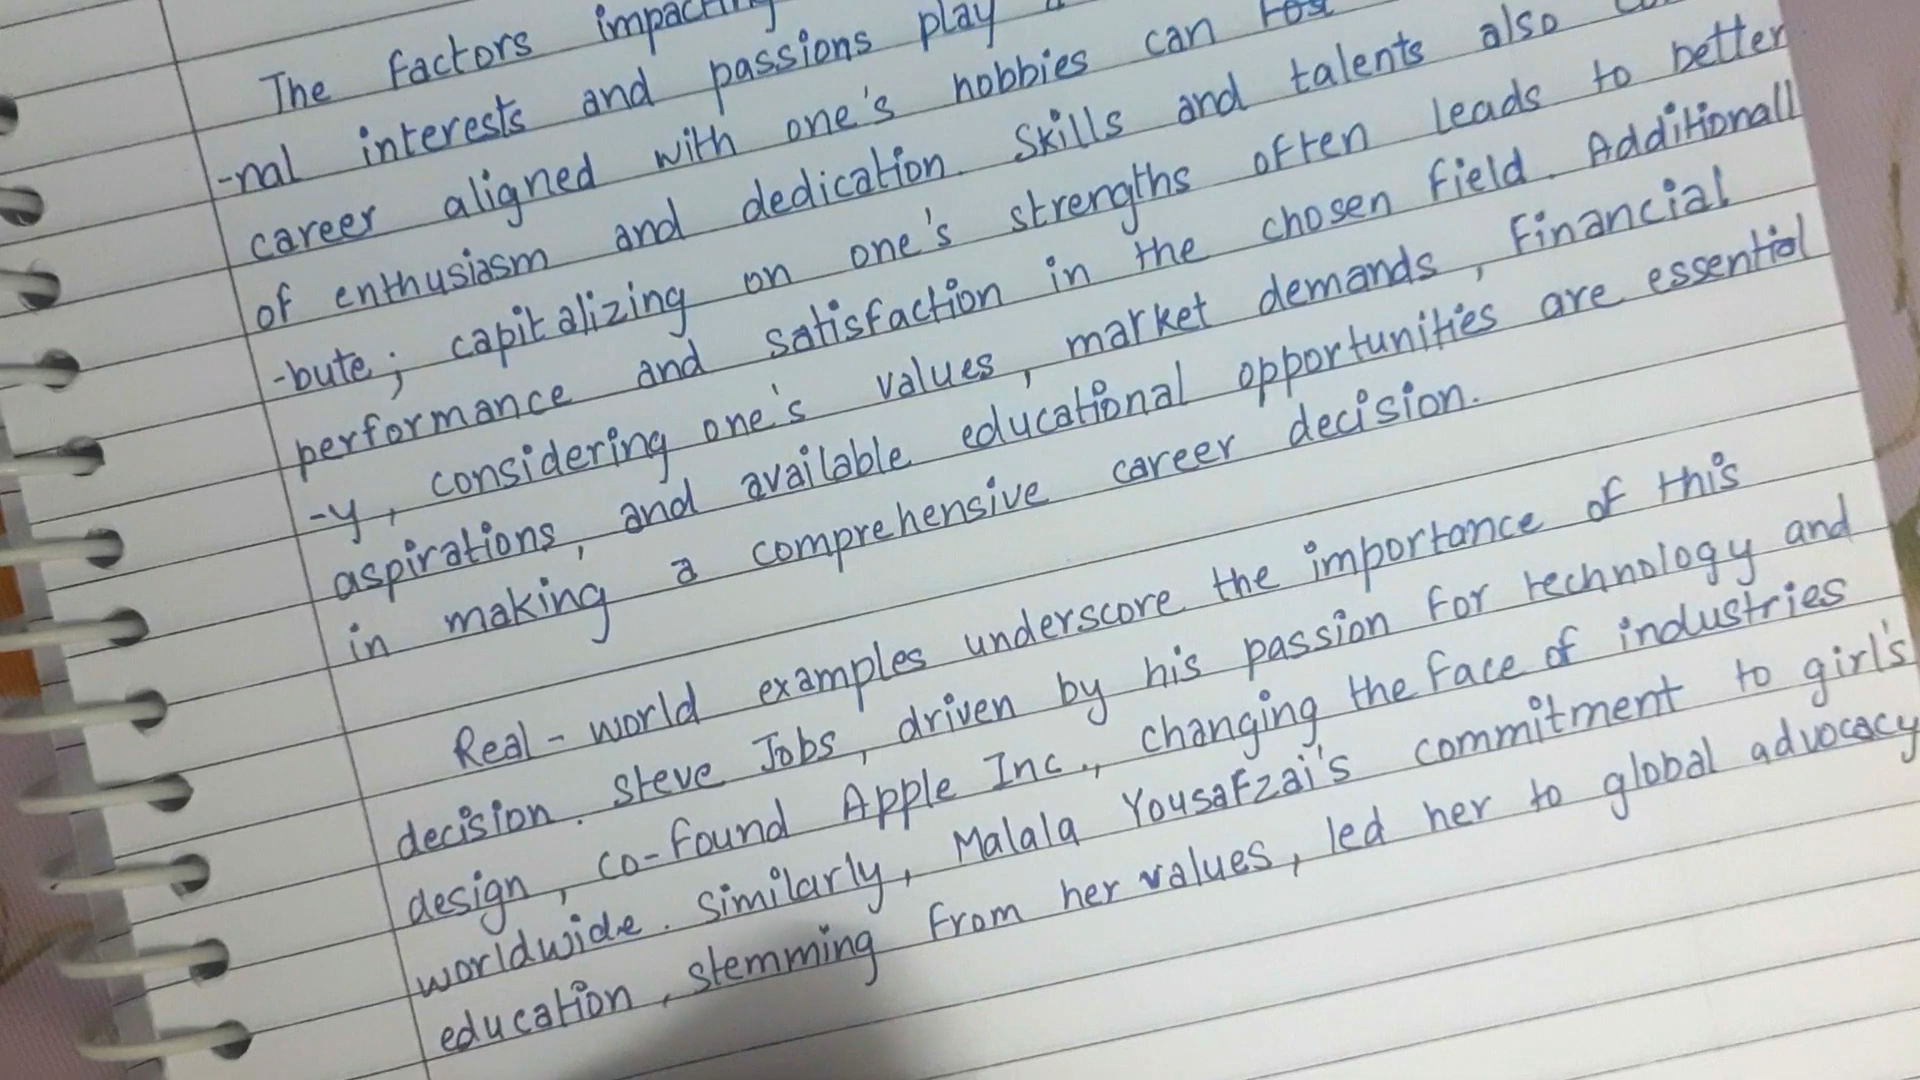 The factors impacting
-nal interests and passions play a
career aligned with one's hobbies can
of enthusiasm and dedication. Skills and talents also
-bute; capitalizing on one's strengths often leads to better
performance and satisfaction in the chosen field. Additionall
-y, considering one's values, market demands, financial
aspirations, and available educational opportunities are essential
in making a comprehensive career decision.
Real-world examples underscore the importance of this
decision. Steve Jobs, driven by his passion for technology and
design, co-found Apple Inc., changing the face of industries
worldwide. Similarly, Malala Yousafzai's commitment to girl's
education, stemming from her values, led her to global advocacy